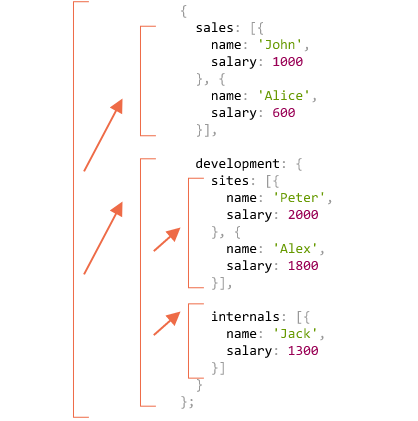 {
sales: [{
name: 'John',
salary: 1000
}, {
name: 'Alice',
salary: 600
}],
development: {
sites: [{
name: 'Peter',
salary: 2000
}, {
name: 'Alex',
salary: 1800
}],
internals: [{
name: 'Jack',
salary: 1300
}]
}
};